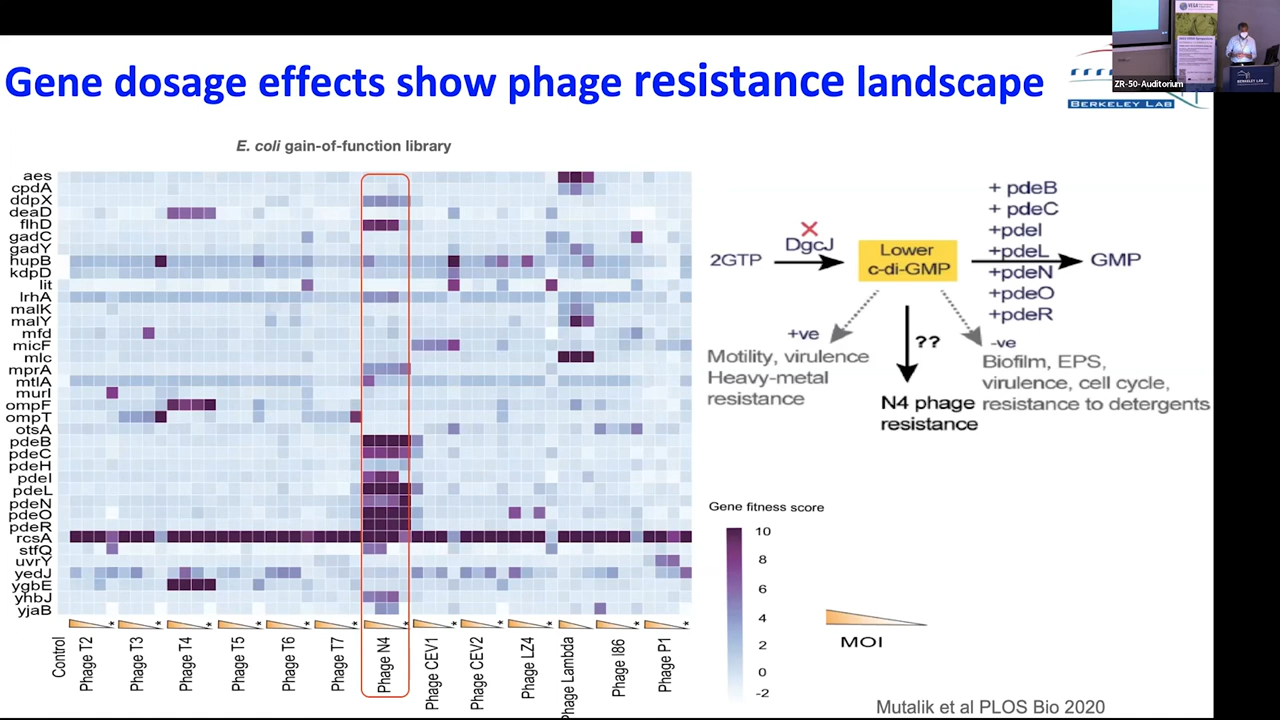 Gene dosage effects show phage resistance landscape
BERKELEY LAB
ZR-50-Auditorium
BERKELEY LAB
E. coli gain-of-function library
aes
cpdA
ddpX
deaD
flhD
gadC
gadY
hupB
kdpD
lit
lrhA
malK
malY
mfd
micF
mlc
mprA
mtlA
murI
ompF
ompT
otsA
pdeB
pdeC
pdeH
pdeI
pdeL
pdeN
pdeO
pdeR
rcsA
stfQ
uvrY
yedJ
ygbE
yhbJ
yjaB
* * * * * * * * * * * *
Control
Phage T2
Phage T3
Phage T4
Phage T5
Phage T6
Phage T7
Phage N4
Phage CEV1
Phage CEV2
Phage LZ4
Phage Lambda
Phage I86
Phage P1
2GTP
DgcJ
Lower
c-di-GMP
+ pdeB
+ pdeC
+pdeI
+pdeL
+pdeN
+pdeO
+pdeR
GMP
+ve
Motility, virulence
Heavy-metal
resistance
??
N4 phage
resistance
-ve
Biofilm, EPS,
virulence, cell cycle,
resistance to detergents
Gene fitness score
10
8
6
4
2
0
-2
MOI
Mutalik et al PLOS Bio 2020